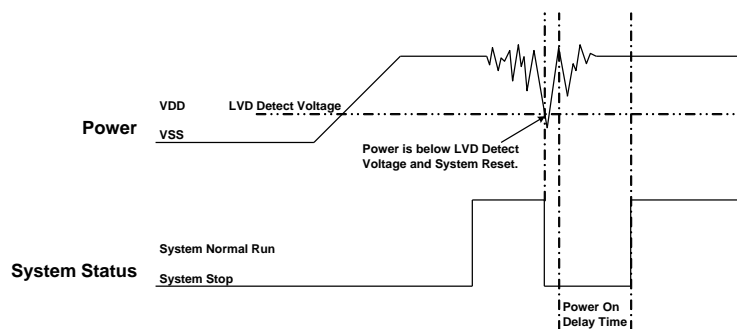 VDD
LVD Detect Voltage
Power
VSS
Power is below LVD Detect
Voltage and System Reset.
System Normal Run
System Status
System Stop
Power On
Delay Time